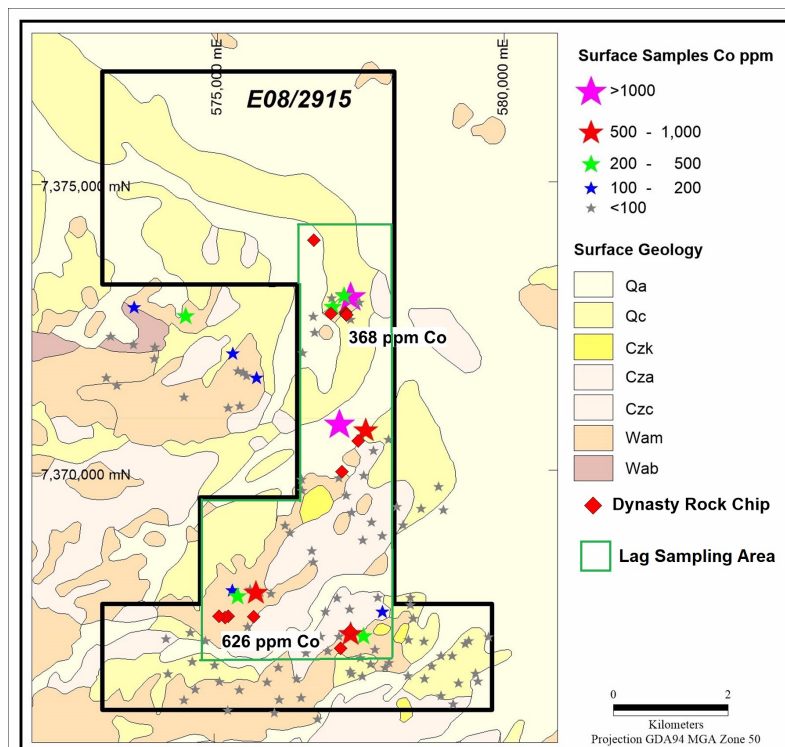 575,000 mE
580,000 mE
E08/2915
7,375,000 mN
368 ppm Co
7,370,000 mN
626 ppm Co
Surface Samples Co ppm
>1000
500 - 1,000
200 - 500
100 - 200
<100
Surface Geology
Qa
Qc
Czk
Cza
Czc
Wam
Wab
Dynasty Rock Chip
Lag Sampling Area
0 2
Kilometers
Projection GDA94 MGA Zone 50